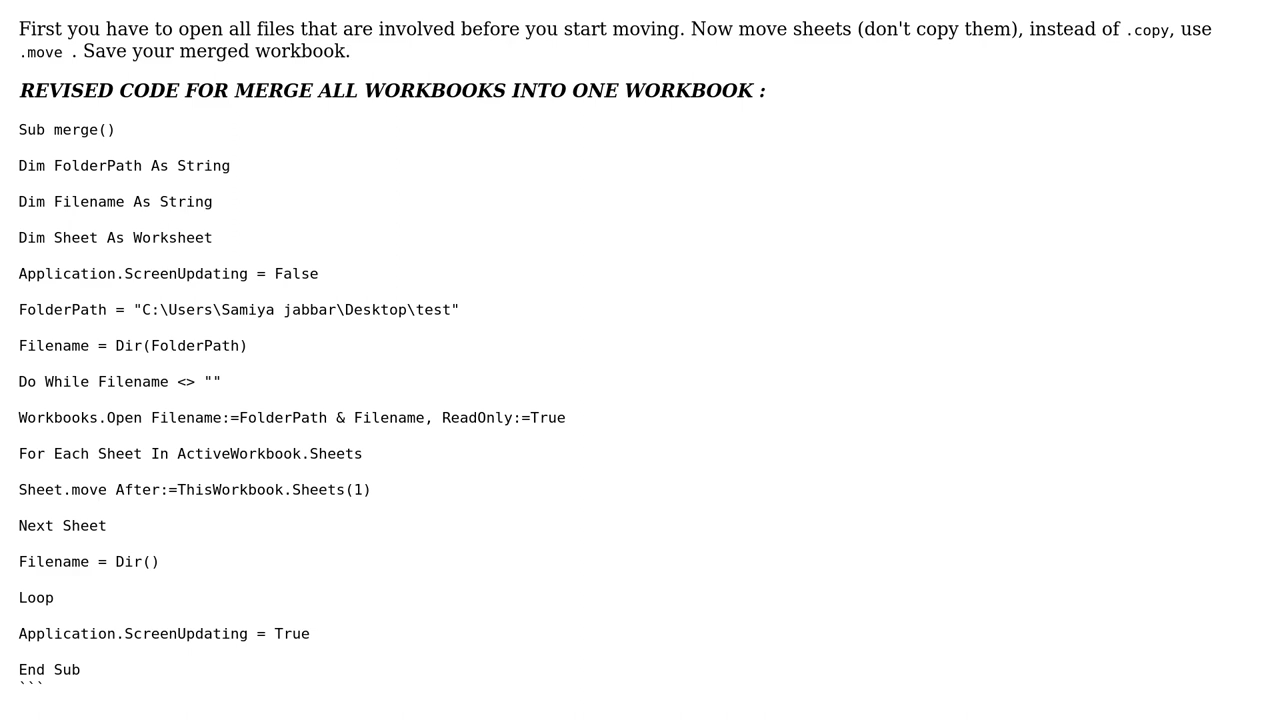 First you have to open all files that are involved before you start moving. Now move sheets (don't copy them), instead of .copy, use
.move . Save your merged workbook.
REVISED CODE FOR MERGE ALL WORKBOOKS INTO ONE WORKBOOK :
Sub merge()
Dim FolderPath As String
Dim Filename As String
Dim Sheet As Worksheet
Application.ScreenUpdating = False
FolderPath = "C:\Users\Samiya jabbar\Desktop\test"
Filename = Dir(FolderPath)
Do While Filename <> ""
Workbooks.Open Filename:=FolderPath & Filename, ReadOnly:=True
For Each Sheet In ActiveWorkbook.Sheets
Sheet.move After:=ThisWorkbook.Sheets(1)
Next Sheet
Filename = Dir()
Loop
Application.ScreenUpdating = True
End Sub
```